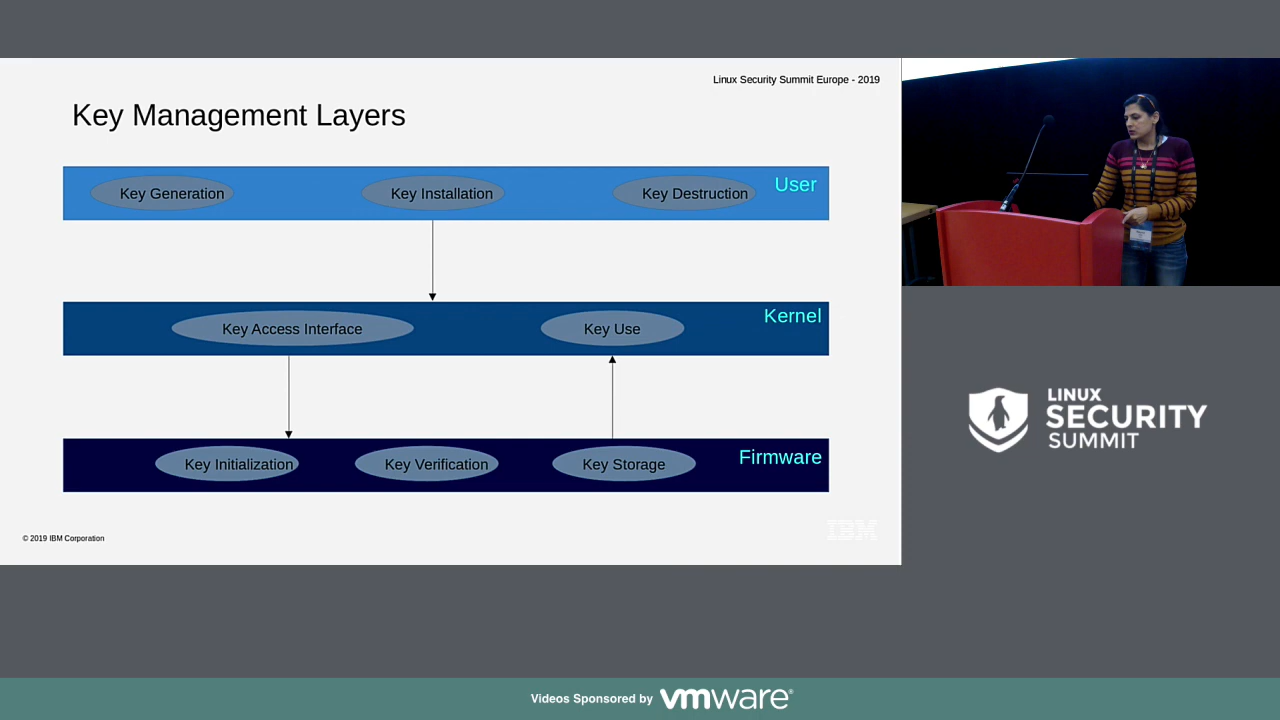 Linux Security Summit Europe - 2019
Key Management Layers
Key Generation
Key Installation
Key Destruction
User
Key Access Interface
Key Use
Kernel
Key Initialization
Key Verification
Key Storage
Firmware
© 2019 IBM Corporation
IBM
LINUX
SECURITY
SUMMIT
Videos Sponsored by vmware®